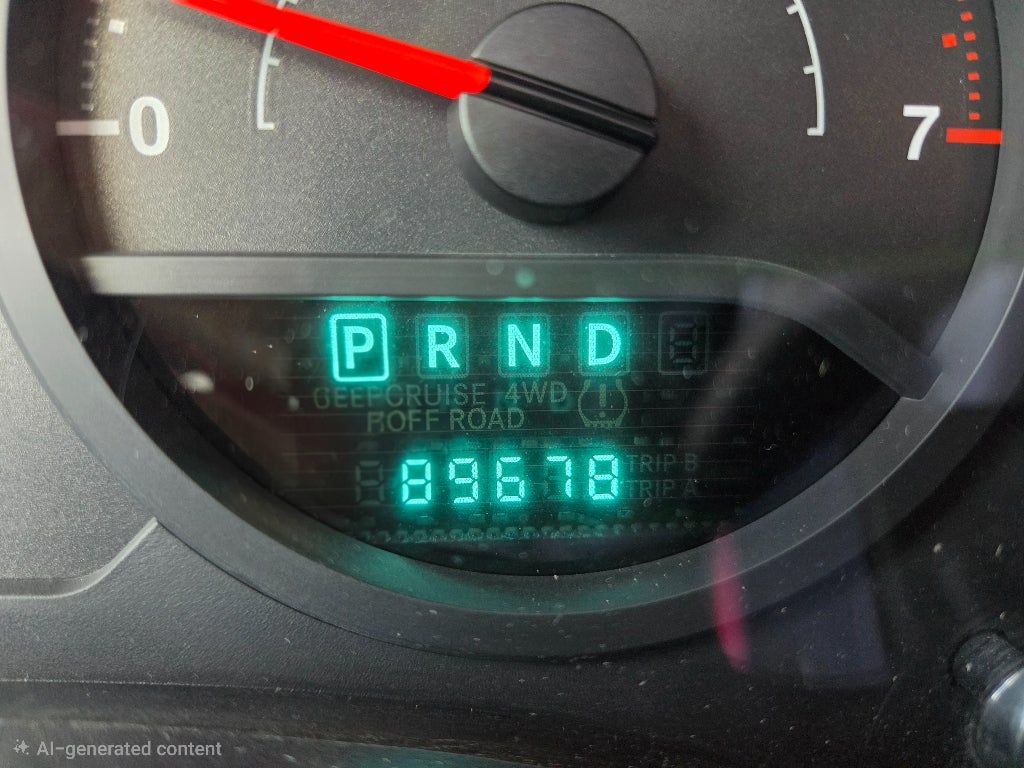 0 7
P R N D
CRUISE 4WD
OFF ROAD
TRIP B
89678
TRIP A
AI-generated content